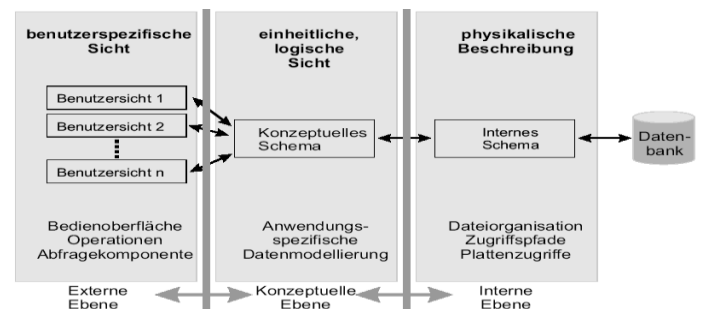 benutzerspezifische
Sicht
Benutzersicht 1
Benutzersicht 2
Benutzersicht n
Bedienoberfläche
Operationen
Abfragekomponente
Externe
Ebene
einheitliche,
logische
Sicht
Konzeptuelles
Schema
Anwendungs-
spezifische
Datenmodellierung
Konzeptuelle
Ebene
physikalische
Beschreibung
Internes
Schema
Dateiorganisation
Zugriffspfade
Plattenzugriffe
Interne
Ebene
Daten-
bank